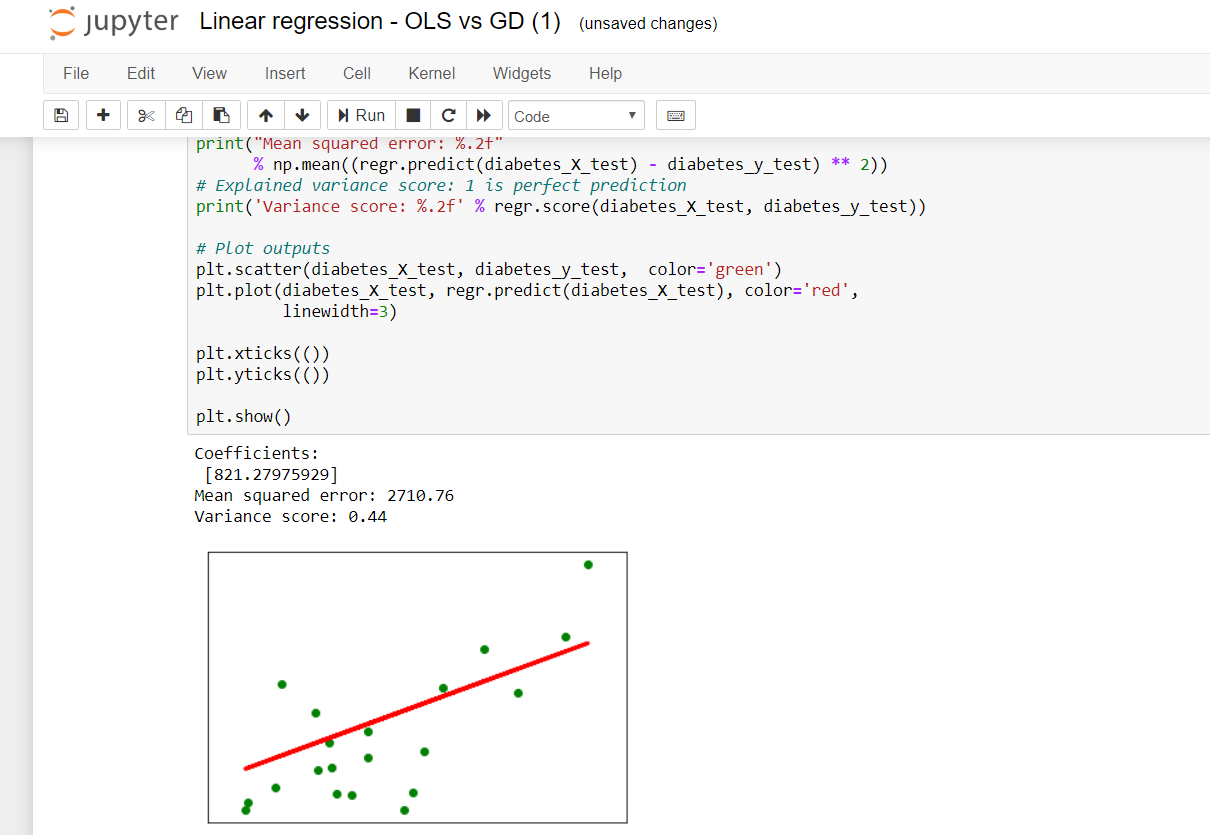 jupyter Linear regression - OLS vs GD (1) (unsaved changes)
File Edit View Insert Cell Kernel Widgets Help
Run Code
print("Mean squared error: %.2f"
      % np.mean((regr.predict(diabetes_X_test) - diabetes_y_test) ** 2))
# Explained variance score: 1 is perfect prediction
print('Variance score: %.2f' % regr.score(diabetes_X_test, diabetes_y_test))
# Plot outputs
plt.scatter(diabetes_X_test, diabetes_y_test,  color='green')
plt.plot(diabetes_X_test, regr.predict(diabetes_X_test), color='red',
         linewidth=3)
plt.xticks(())
plt.yticks(())
plt.show()
Coefficients:
 [821.27975929]
Mean squared error: 2710.76
Variance score: 0.44